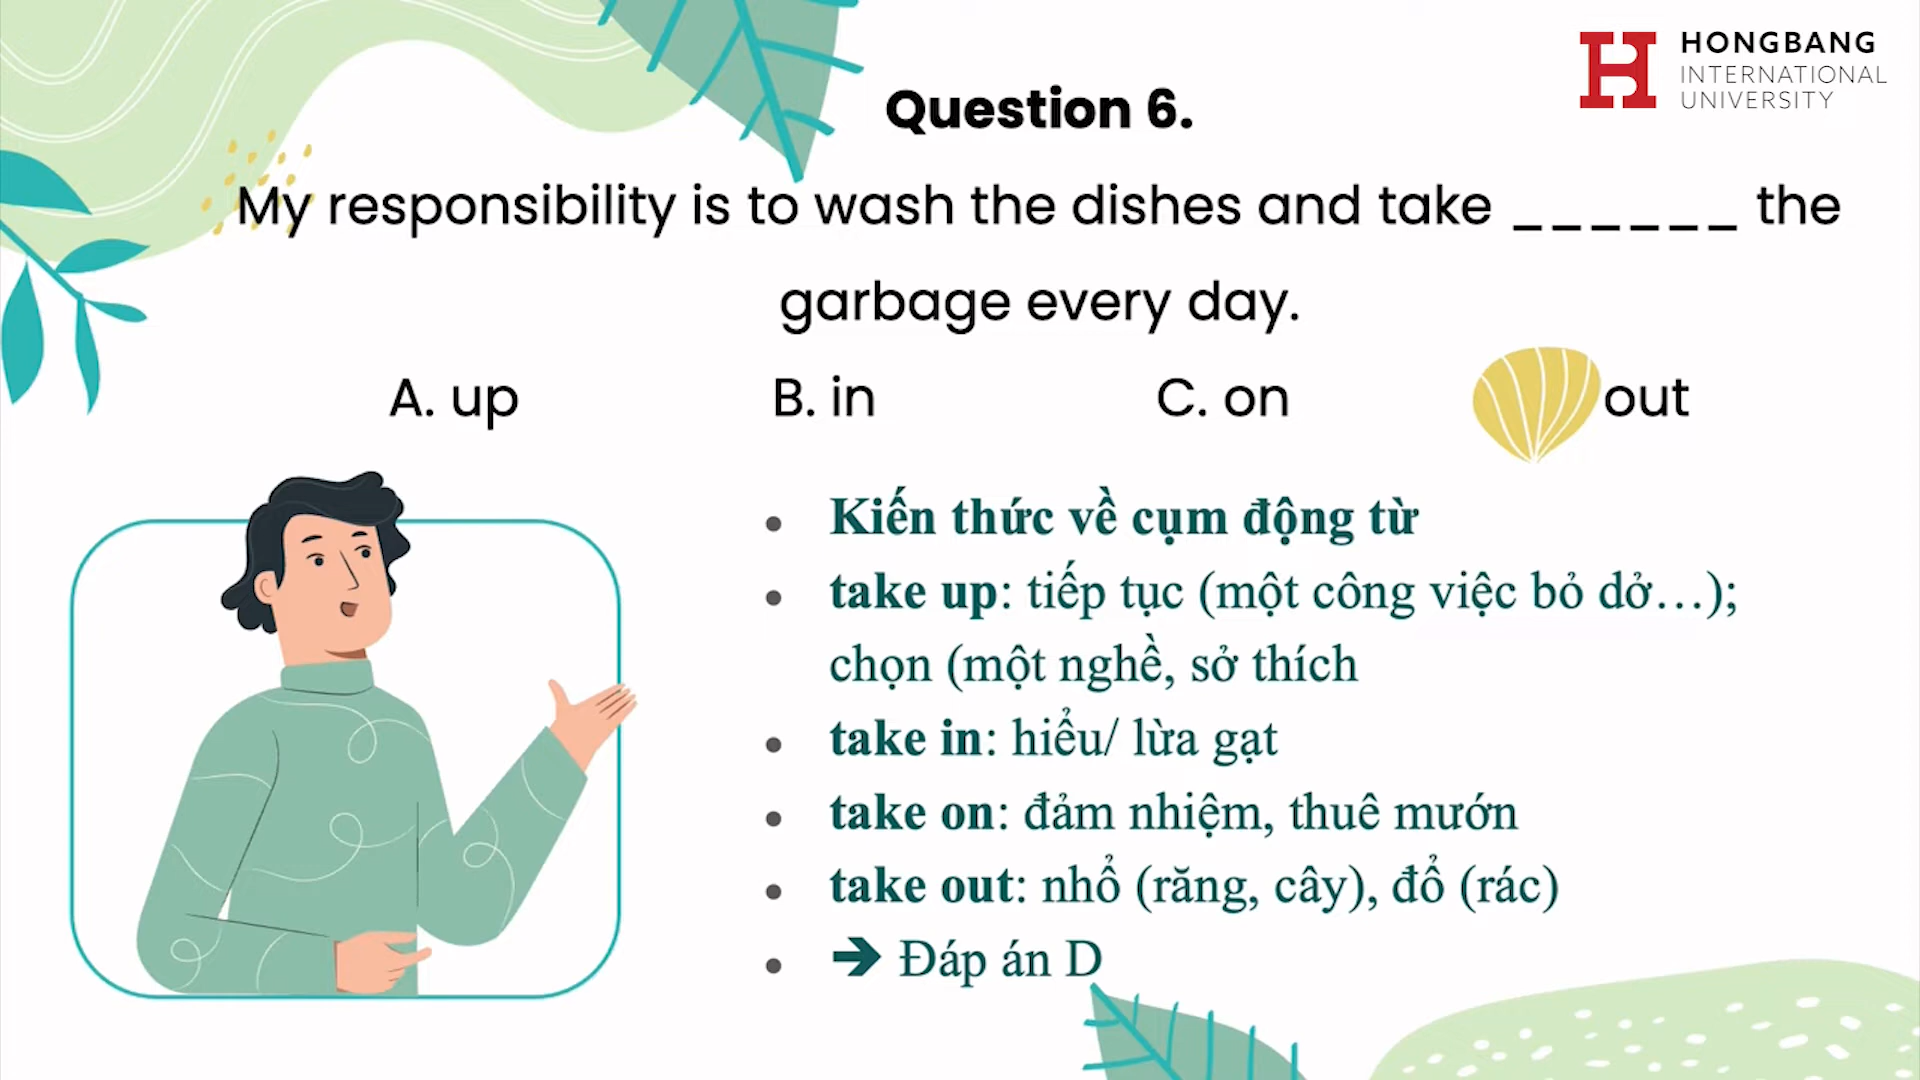 HONGBANG
INTERNATIONAL
UNIVERSITY
Question 6.
My responsibility is to wash the dishes and take ______ the
garbage every day.
A. up B. in C. on out
• Kiến thức về cụm động từ
• take up: tiếp tục (một công việc bỏ dở...);
chọn (một nghề, sở thích
• take in: hiểu/ lừa gạt
• take on: đảm nhiệm, thuê mướn
• take out: nhổ (răng, cây), đổ (rác)
• ➔ Đáp án D